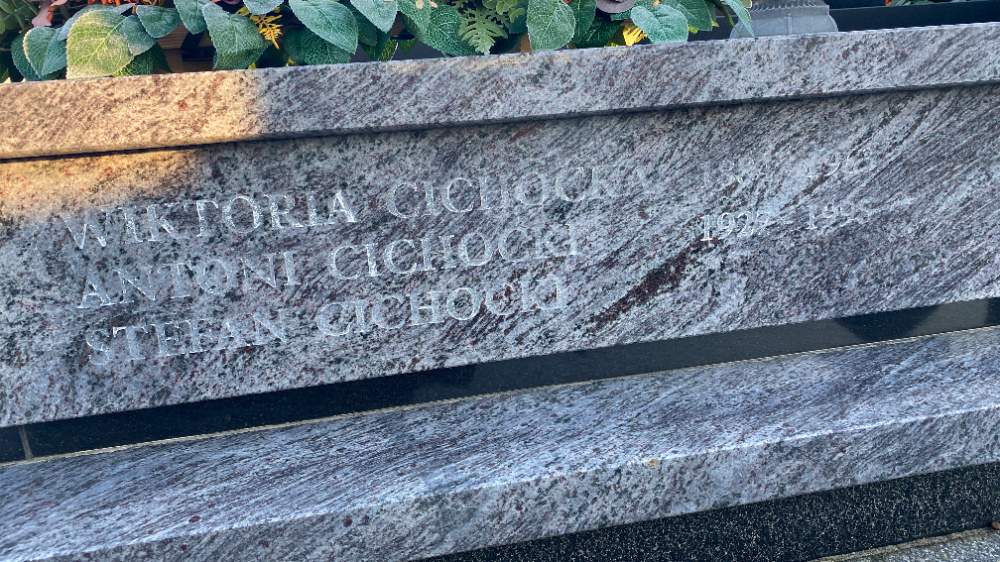 WIKTORIA CICHOCKA
ANTONI CICHOCKI
STEFAN CICHOCKI